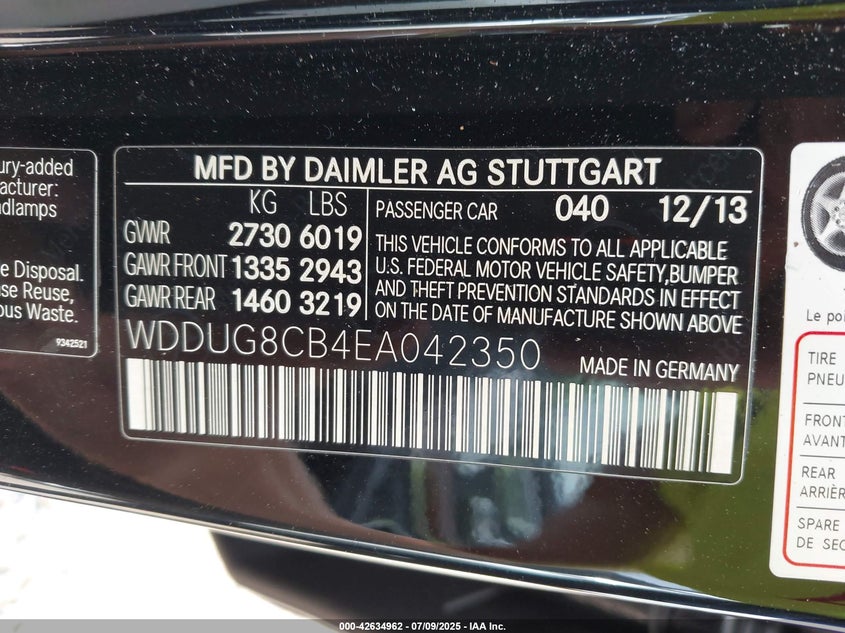 ury-added
acturer:
adlamps
e Disposal.
se Reuse,
ous Waste.
9342521
MFD BY DAIMLER AG STUTTGART
KG LBS
GWR 2730 6019
GAWR FRONT 1335 2943
GAWR REAR 1460 3219
PASSENGER CAR 040 12/13
THIS VEHICLE CONFORMS TO ALL APPLICABLE
U.S. FEDERAL MOTOR VEHICLE SAFETY,BUMPER
AND THEFT PREVENTION STANDARDS IN EFFECT
ON THE DATE OF MANUFACTURE SHOWN ABOVE
WDDUG8CB4EA042350
MADE IN GERMANY
Le poi
TIRE
PNEU
FRONT
AVANT
REAR
ARRIÈR
SPARE
DE SEC
000-42634962 - 07/09/2025 - IAA Inc.